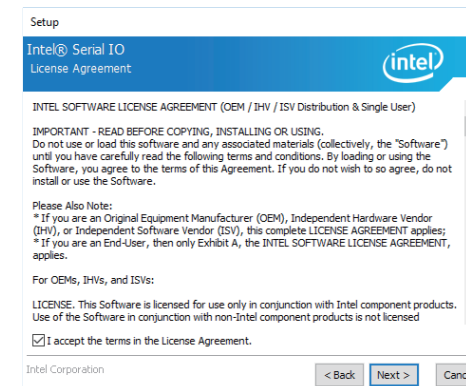 Setup
Intel® Serial IO
License Agreement
intel
INTEL SOFTWARE LICENSE AGREEMENT (OEM / IHV / ISV Distribution & Single User)
IMPORTANT - READ BEFORE COPYING, INSTALLING OR USING.
Do not use or load this software and any associated materials (collectively, the "Software")
until you have carefully read the following terms and conditions. By loading or using the
Software, you agree to the terms of this Agreement. If you do not wish to so agree, do not
install or use the Software.
Please Also Note:
* If you are an Original Equipment Manufacturer (OEM), Independent Hardware Vendor
(IHV), or Independent Software Vendor (ISV), this complete LICENSE AGREEMENT applies;
* If you are an End-User, then only Exhibit A, the INTEL SOFTWARE LICENSE AGREEMENT,
applies.
For OEMs, IHVs, and ISVs:
LICENSE. This Software is licensed for use only in conjunction with Intel component products.
Use of the Software in conjunction with non-Intel component products is not licensed
I accept the terms in the License Agreement.
Intel Corporation
< Back Next > Canc